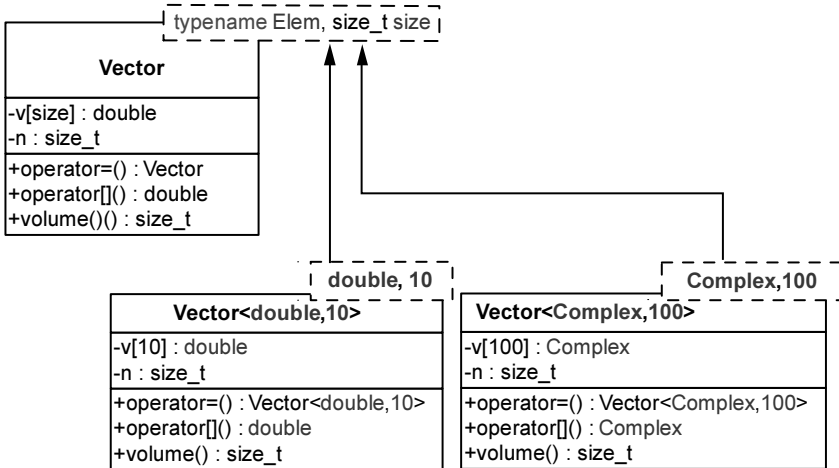 typename Elem, size_t size
Vector
-v[size] : double
-n : size_t
+operator=() : Vector
+operator[]() : double
+volume()() : size_t
double, 10
Vector<double,10>
-v[10] : double
-n : size_t
+operator=() : Vector<double,10>
+operator[]() : double
+volume() : size_t
Complex,100
Vector<Complex,100>
-v[100] : Complex
-n : size_t
+operator=() : Vector<Complex,100>
+operator[]() : Complex
+volume() : size_t